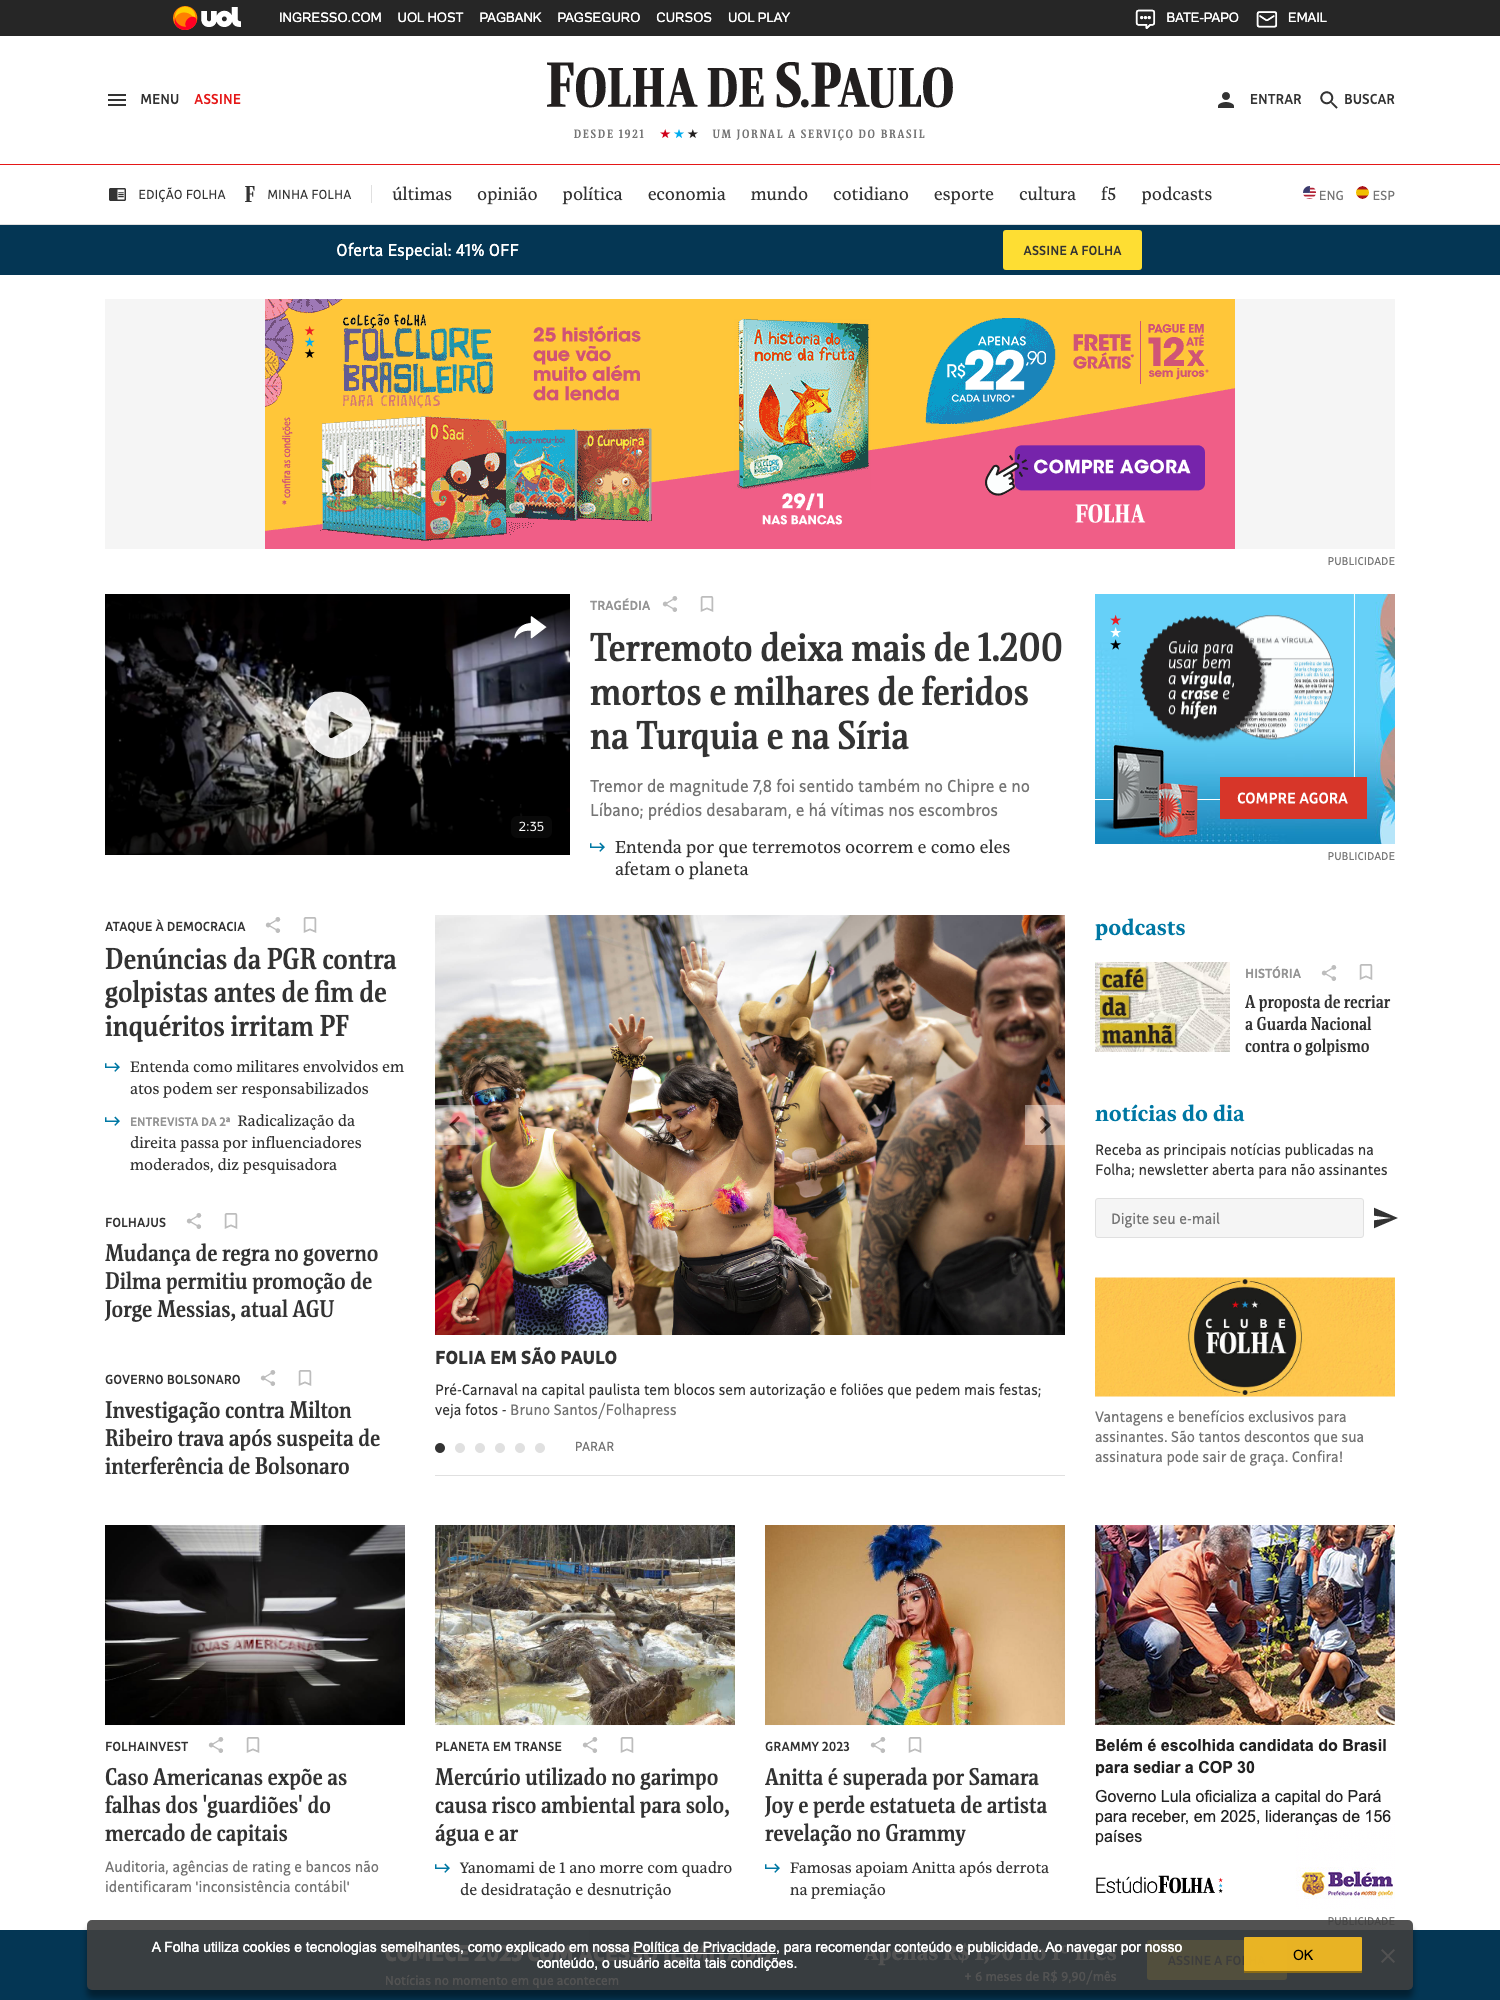 uol
INGRESSO.COM UOL HOST PAGBANK PAGSEGURO CURSOS UOL PLAY
BATE-PAPO EMAIL
MENU ASSINE
FOLHA DE S.PAULO
DESDE 1921 ★★★ UM JORNAL A SERVIÇO DO BRASIL
ENTRAR BUSCAR
EDIÇÃO FOLHA F MINHA FOLHA últimas opinião política economia mundo cotidiano esporte cultura f5 podcasts ENG ESP
Oferta Especial: 41% OFF
ASSINE A FOLHA
COLEÇÃO FOLHA
FOLCLORE
BRASILEIRO
PARA CRIANÇAS
* confira as condições
O Saci
Bumba-meu-boi
O Curupira
25 histórias
que vão
muito além
da lenda
A história do
nome da fruta
29/1
NAS BANCAS
APENAS
R$22,90
CADA LIVRO*
FRETE
GRÁTIS*
PAGUE EM
ATÉ
12X
sem juros*
COMPRE AGORA
FOLHA
PUBLICIDADE
2:35
TRAGÉDIA
Terremoto deixa mais de 1.200
mortos e milhares de feridos
na Turquia e na Síria
Tremor de magnitude 7,8 foi sentido também no Chipre e no
Líbano; prédios desabaram, e há vítimas nos escombros
Entenda por que terremotos ocorrem e como eles
afetam o planeta
Guia para
usar bem
a vírgula,
a crase e
o hífen
COMPRE AGORA
PUBLICIDADE
ATAQUE À DEMOCRACIA
Denúncias da PGR contra
golpistas antes de fim de
inquéritos irritam PF
Entenda como militares envolvidos em
atos podem ser responsabilizados
ENTREVISTA DA 2ª Radicalização da
direita passa por influenciadores
moderados, diz pesquisadora
FOLHAJUS
Mudança de regra no governo
Dilma permitiu promoção de
Jorge Messias, atual AGU
GOVERNO BOLSONARO
Investigação contra Milton
Ribeiro trava após suspeita de
interferência de Bolsonaro
FOLIA EM SÃO PAULO
Pré-Carnaval na capital paulista tem blocos sem autorização e foliões que pedem mais festas;
veja fotos - Bruno Santos/Folhapress
PARAR
podcasts
café
da
manhã
HISTÓRIA
A proposta de recriar
a Guarda Nacional
contra o golpismo
notícias do dia
Receba as principais notícias publicadas na
Folha; newsletter aberta para não assinantes
Digite seu e-mail
CLUBE
FOLHA
Vantagens e benefícios exclusivos para
assinantes. São tantos descontos que sua
assinatura pode sair de graça. Confira!
LOJAS AMERICANAS
FOLHAINVEST
Caso Americanas expõe as
falhas dos 'guardiões' do
mercado de capitais
Auditoria, agências de rating e bancos não
identificaram 'inconsistência contábil'
PLANETA EM TRANSE
Mercúrio utilizado no garimpo
causa risco ambiental para solo,
água e ar
Yanomami de 1 ano morre com quadro
de desidratação e desnutrição
GRAMMY 2023
Anitta é superada por Samara
Joy e perde estatueta de artista
revelação no Grammy
Famosas apoiam Anitta após derrota
na premiação
Belém é escolhida candidata do Brasil
para sediar a COP 30
Governo Lula oficializa a capital do Pará
para receber, em 2025, lideranças de 156
países
EstúdioFOLHA
Belém
Prefeitura da nossa gente
PUBLICIDADE
A Folha utiliza cookies e tecnologias semelhantes, como explicado em nossa Política de Privacidade, para recomendar conteúdo e publicidade. Ao navegar por nosso
conteúdo, o usuário aceita tais condições.
OK
Notícias no momento em que acontecem
+ 6 meses de R$ 9,90/mês
ASSINE A FO